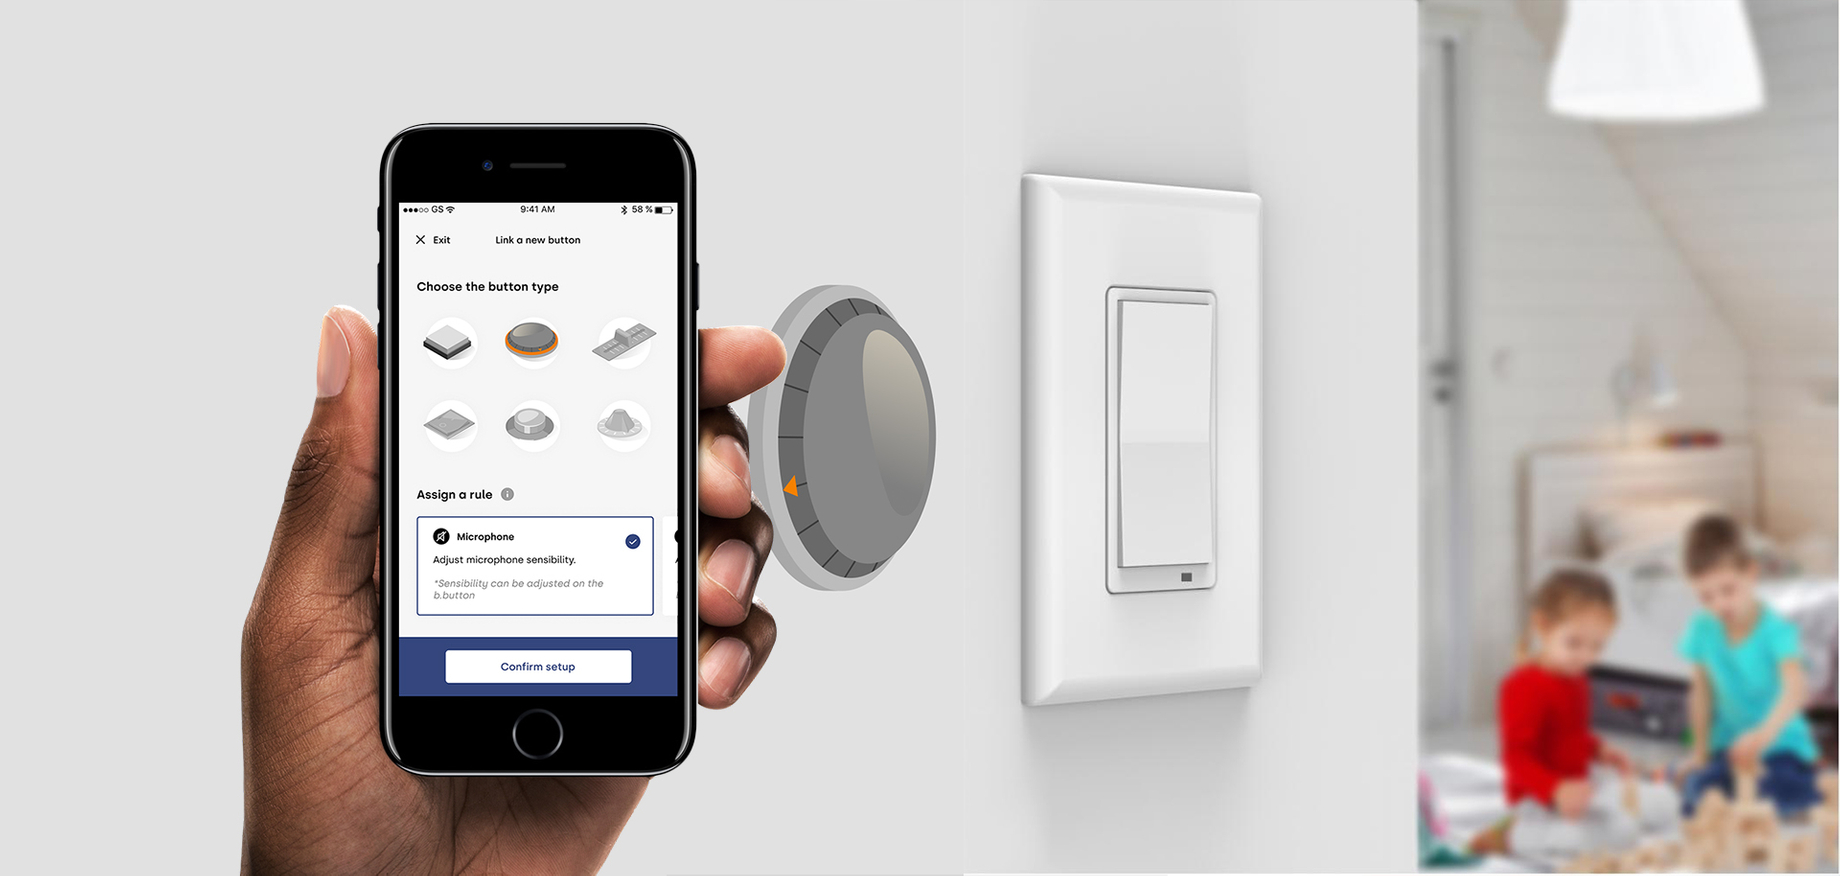 GS
9:41 AM
58 %
Exit
Link a new button
Choose the button type
Assign a rule
Microphone
Adjust microphone sensibility.
*Sensibility can be adjusted on the
b.button
Confirm setup